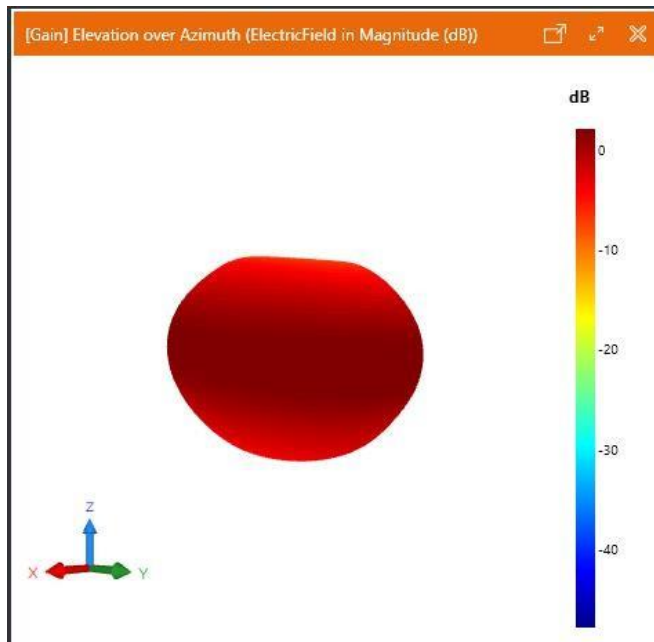 [Gain] Elevation over Azimuth (ElectricField in Magnitude (dB))
dB
0
-10
-20
-30
-40
Z
X
Y